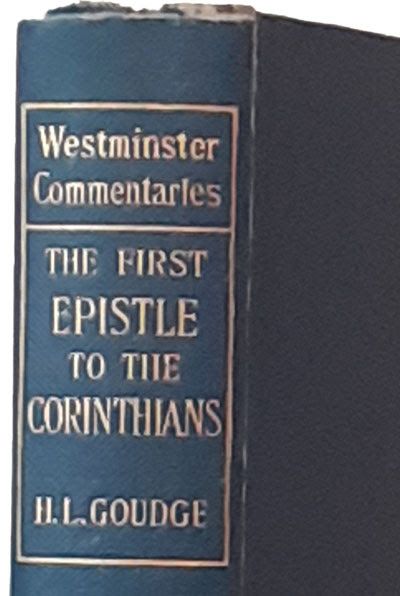 Westminster
Commentaries
THE FIRST
EPISTLE
TO THE
CORINTHIANS
H.L.GOUDGE